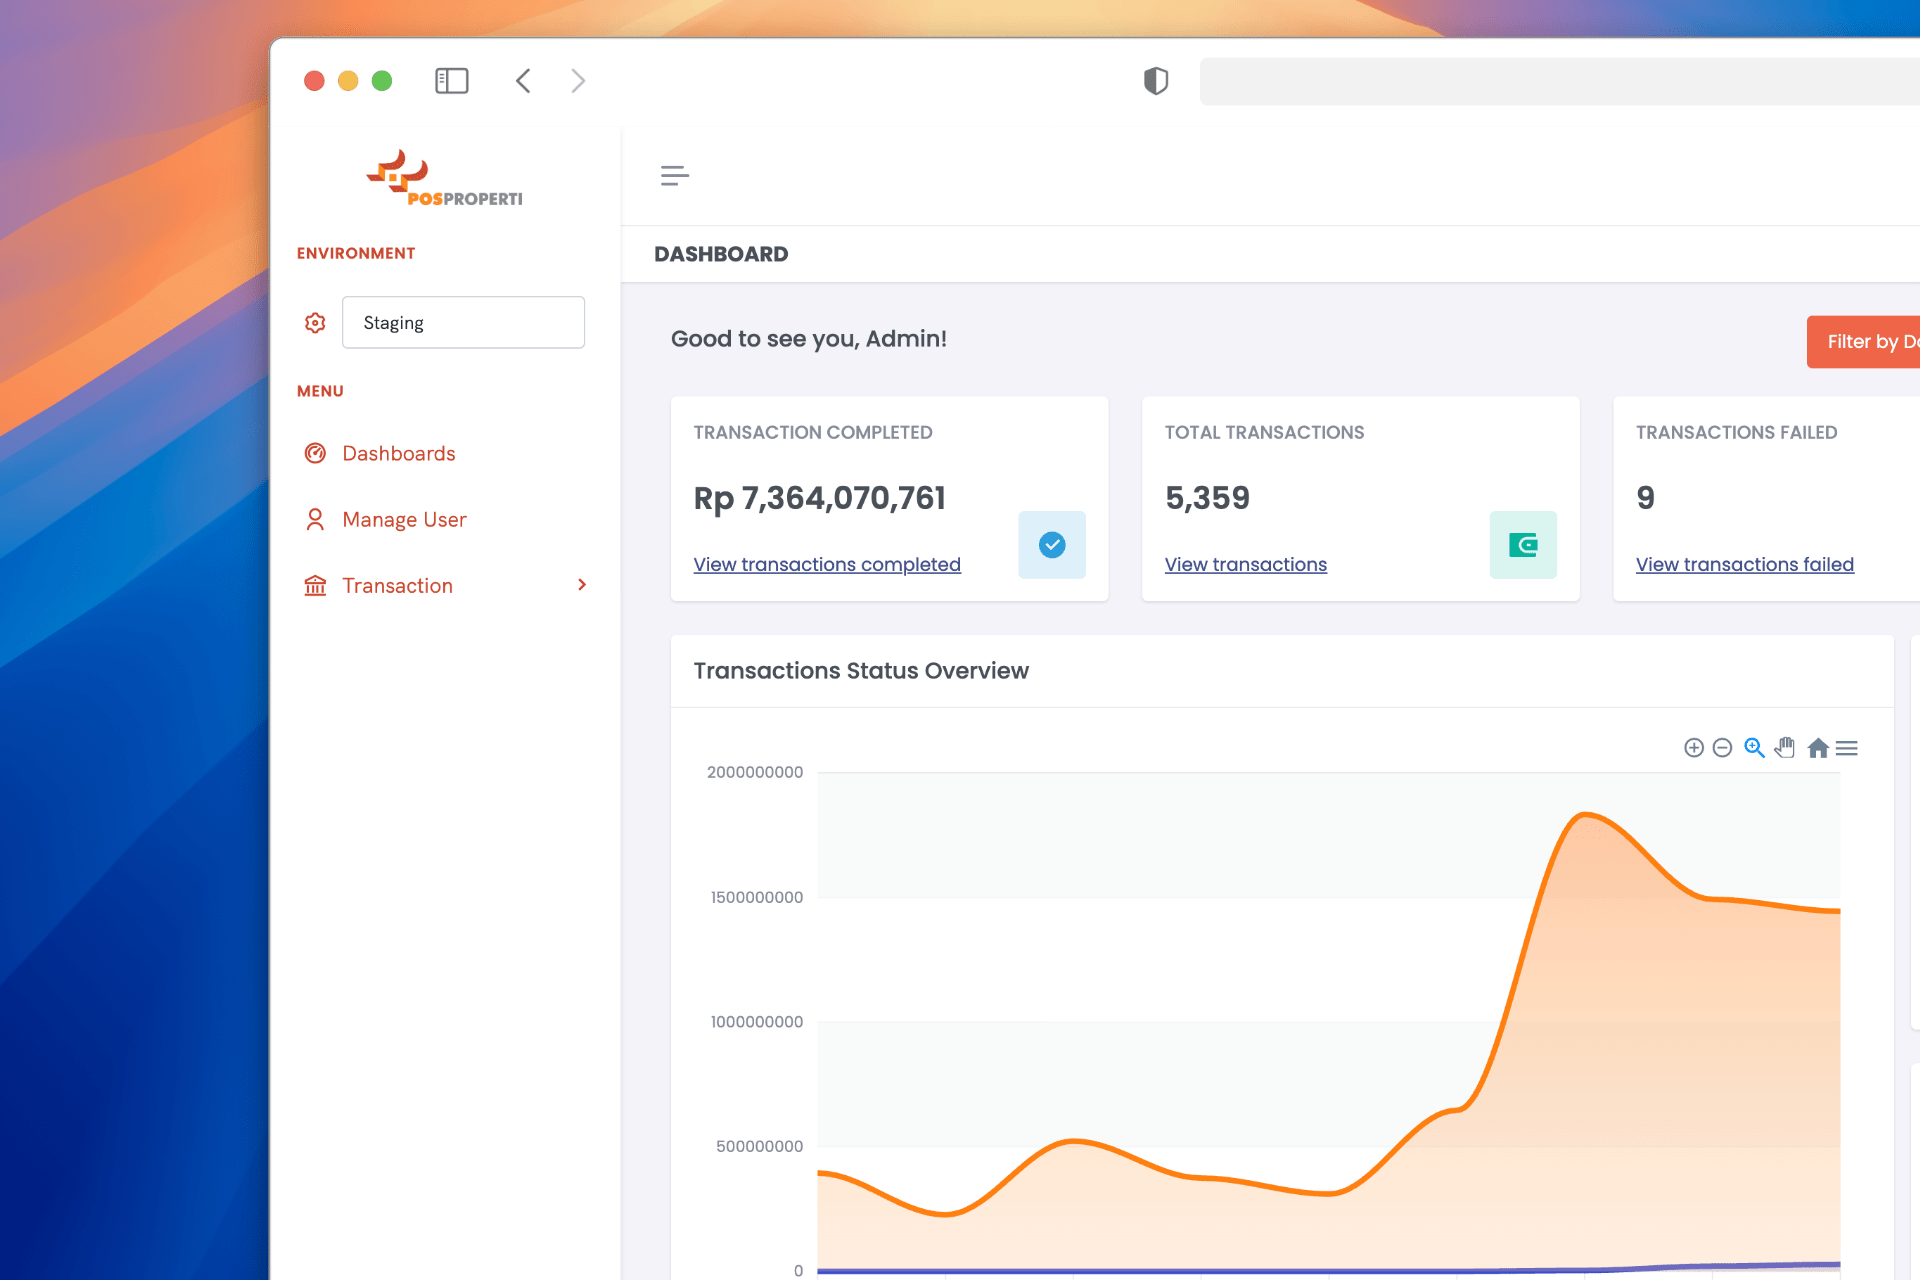 POSPROPERTI
ENVIRONMENT
Staging
MENU
Dashboards
Manage User
Transaction
DASHBOARD
Good to see you, Admin!
Filter by
TRANSACTION COMPLETED
Rp 7,364,070,761
View transactions completed
TOTAL TRANSACTIONS
5,359
View transactions
TRANSACTIONS FAILED
9
View transactions failed
Transactions Status Overview
2000000000
1500000000
1000000000
500000000
0